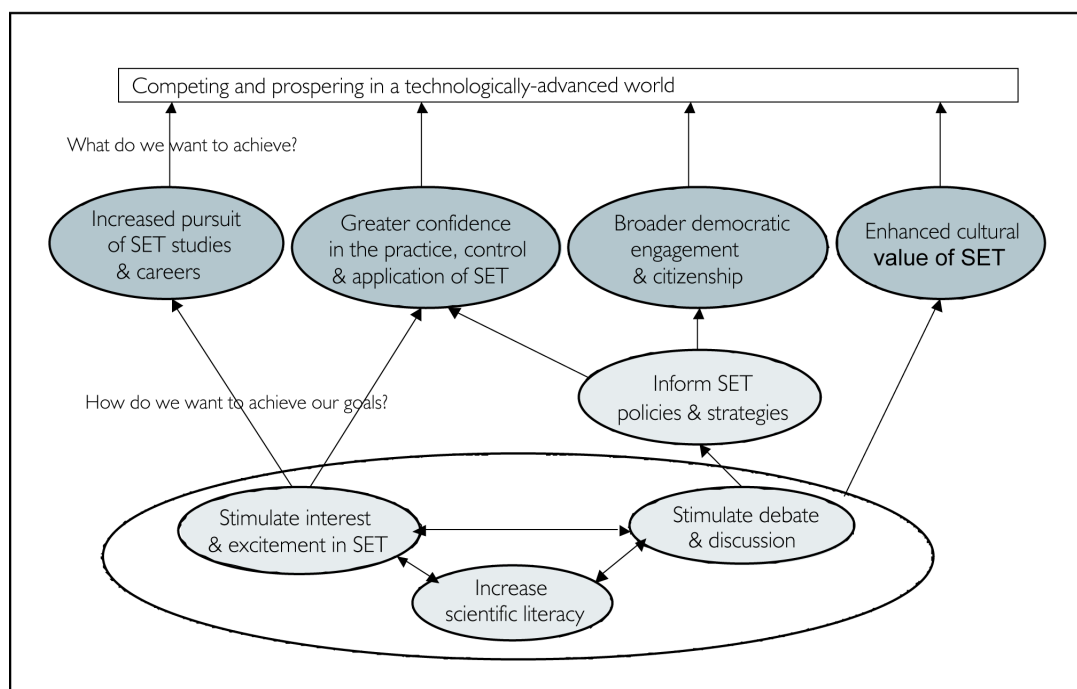 Competing and prospering in a technologically-advanced world
What do we want to achieve?
Increased pursuit
of SET studies
& careers
Greater confidence
in the practice, control
& application of SET
Broader democratic
engagement
& citizenship
Enhanced cultural
value of SET
Inform SET
policies & strategies
How do we want to achieve our goals?
Stimulate interest
& excitement in SET
Stimulate debate
& discussion
Increase
scientific literacy